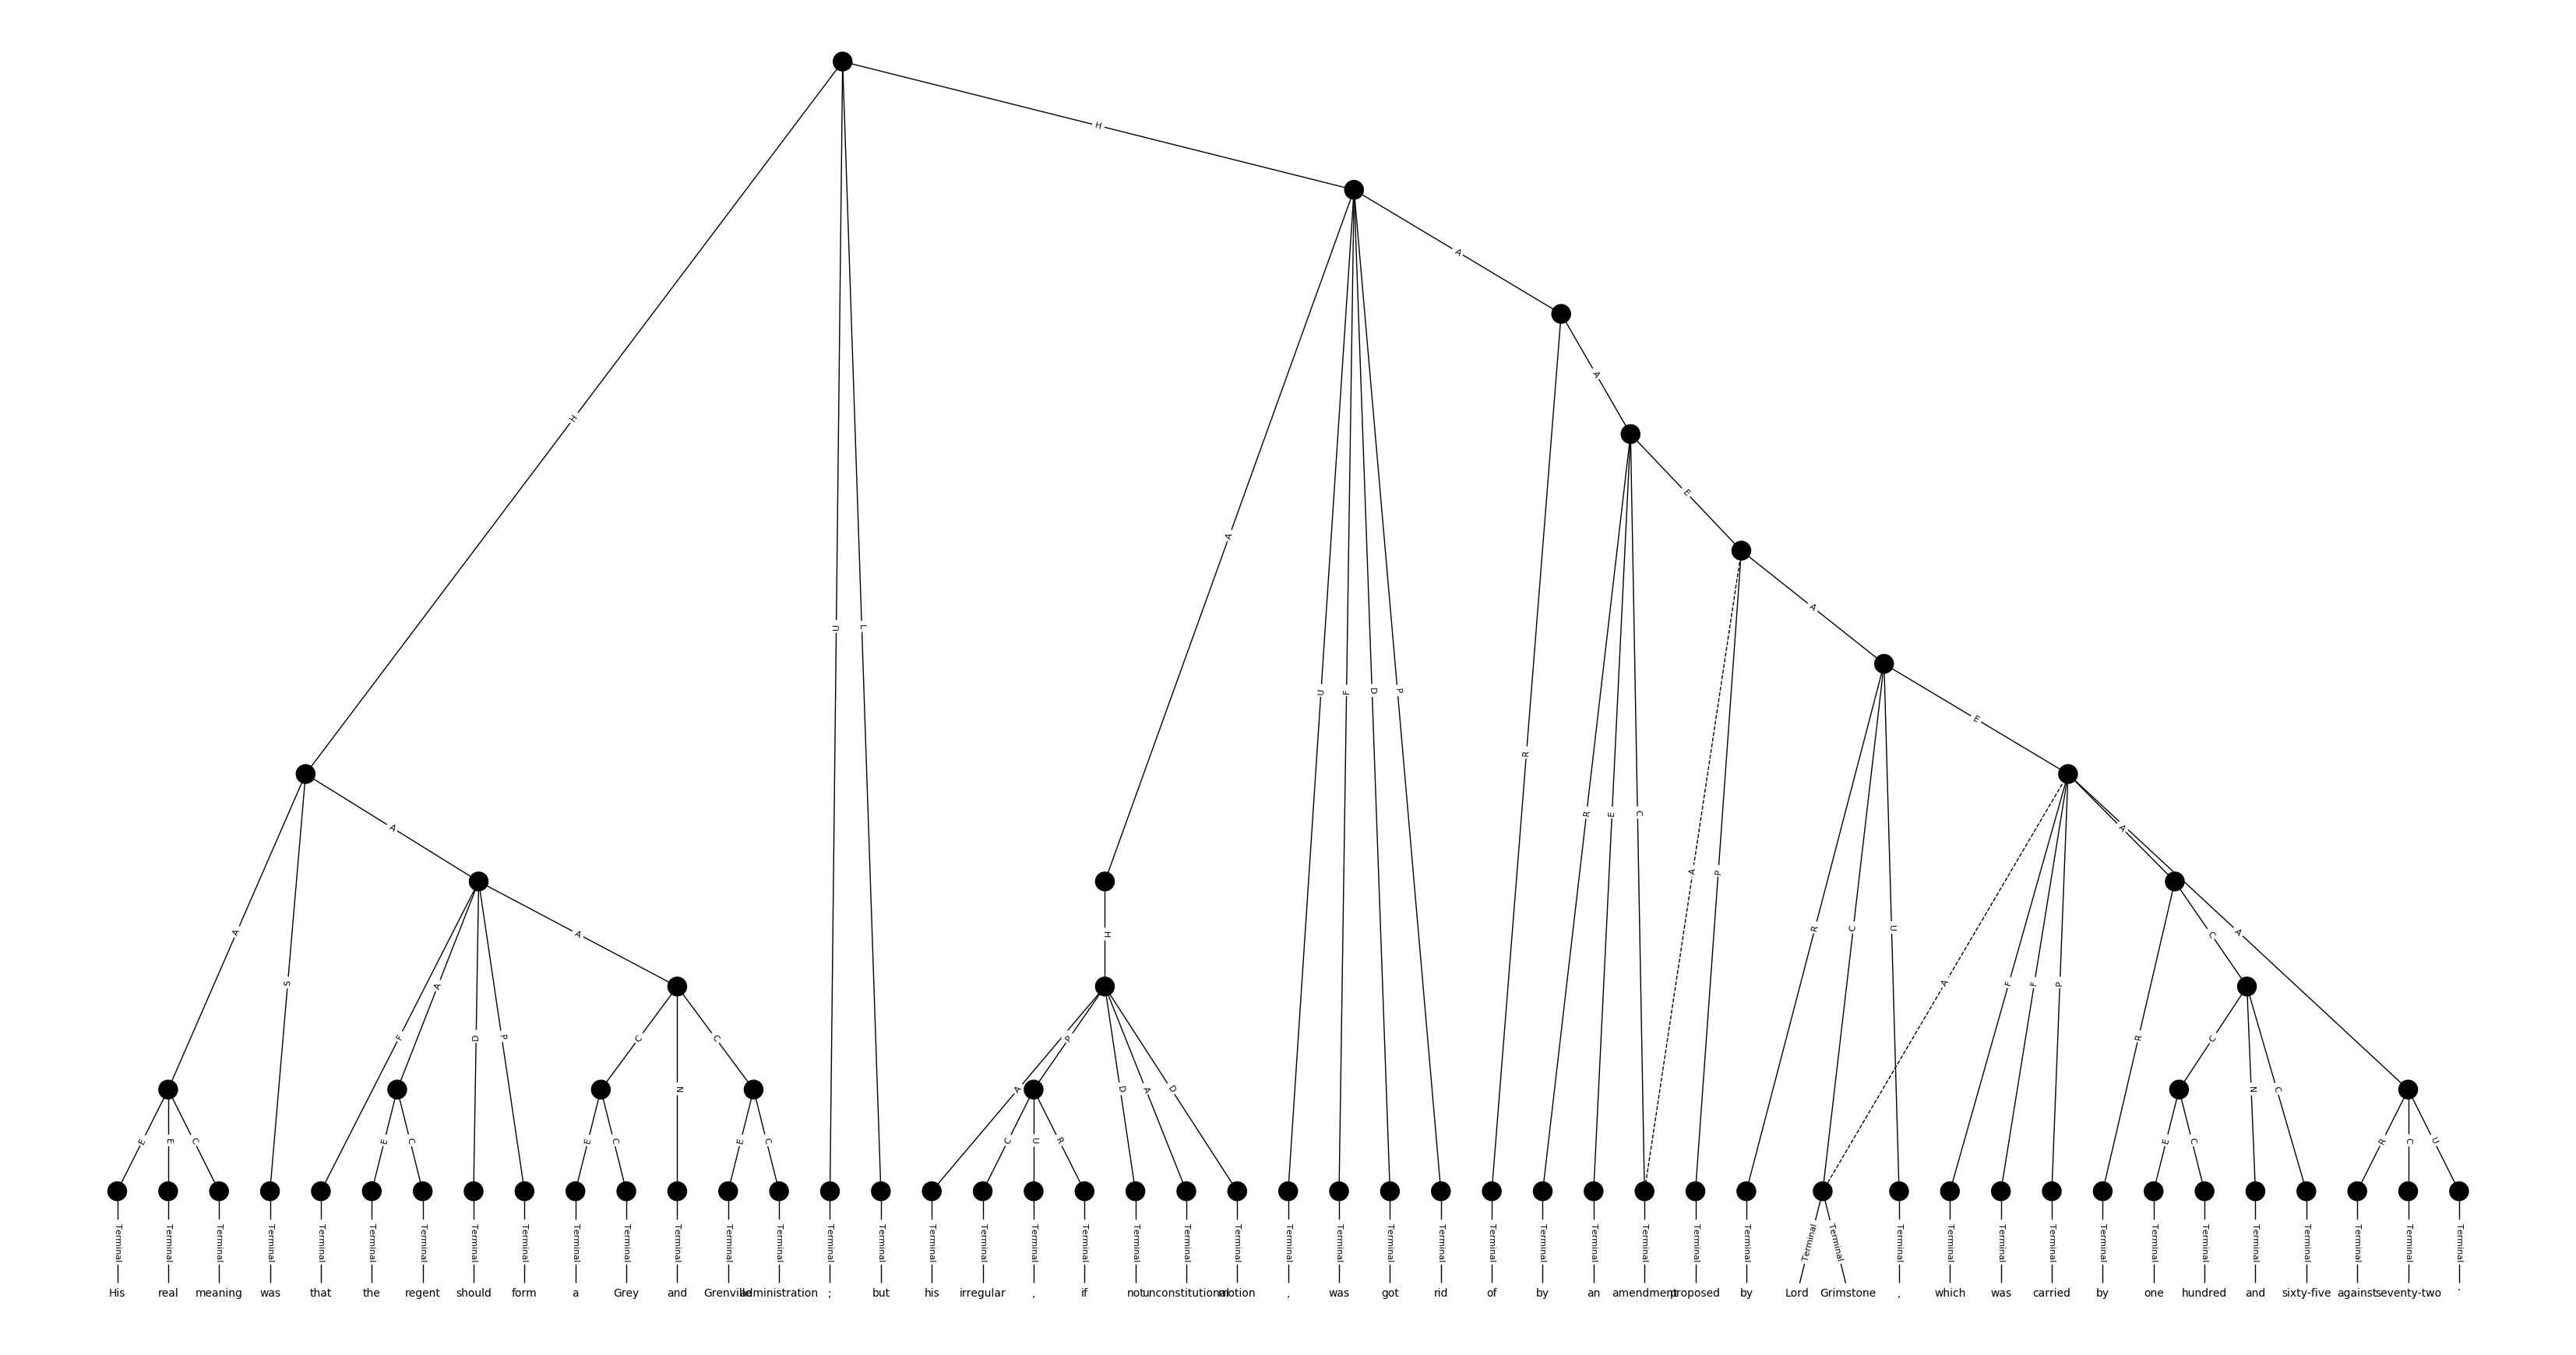 H
A
A
E
H
A
A
U
L
E
U
F
D
P
R
R
E
C
A
A
A
P
R
C
U
A
S
A
A
F
F
P
C
A
F
A
D
P
C
N
C
A
P
D
A
D
R
C
N
C
E
E
C
E
C
E
C
E
C
C
U
R
E
C
R
C
U
Terminal Terminal Terminal Terminal Terminal Terminal Terminal Terminal Terminal Terminal Terminal Terminal Terminal Terminal Terminal Terminal Terminal Terminal Terminal Terminal Terminal Terminal Terminal Terminal Terminal Terminal Terminal Terminal Terminal Terminal Terminal Terminal Terminal Terminal Terminal Terminal Terminal Terminal Terminal Terminal Terminal Terminal Terminal Terminal Terminal Terminal Terminal
His real meaning was that the regent should form a Grey and Grenville administration ; but his irregular , if not unconstitutional motion , was got rid of by an amendment proposed by Lord Grimstone , which was carried by one hundred and sixty-five against seventy-two .